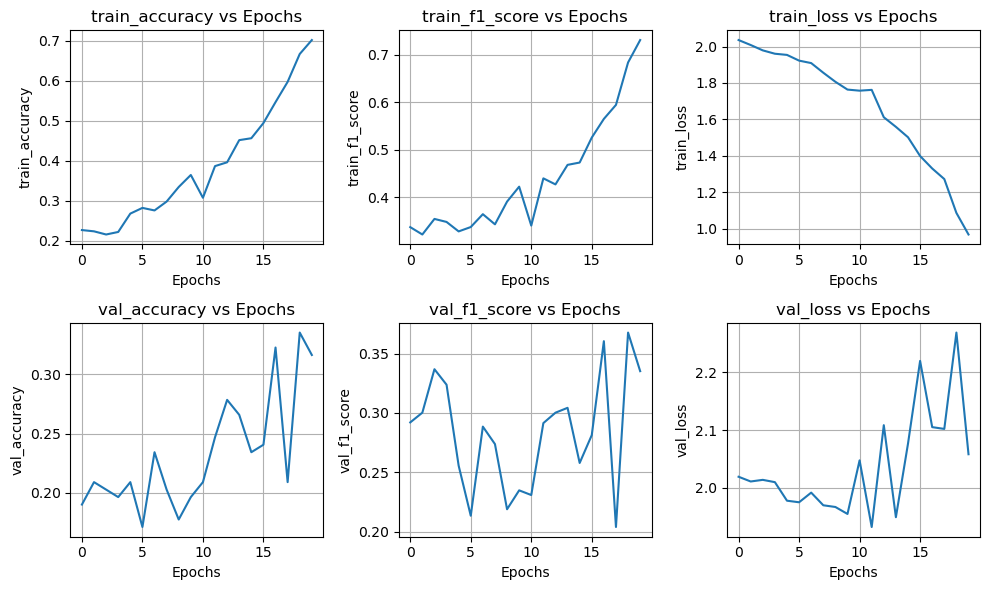 train_accuracy vs Epochs
train_accuracy
0.7
0.6
0.5
0.4
0.3
0.2
0 5 10 15
Epochs
train_f1_score vs Epochs
train_f1_score
0.7
0.6
0.5
0.4
0 5 10 15
Epochs
train_loss vs Epochs
train_loss
2.0
1.8
1.6
1.4
1.2
1.0
0 5 10 15
Epochs
val_accuracy vs Epochs
val_accuracy
0.30
0.25
0.20
0 5 10 15
Epochs
val_f1_score vs Epochs
val_f1_score
0.35
0.30
0.25
0.20
0 5 10 15
Epochs
val_loss vs Epochs
val_loss
2.2
2.1
2.0
0 5 10 15
Epochs